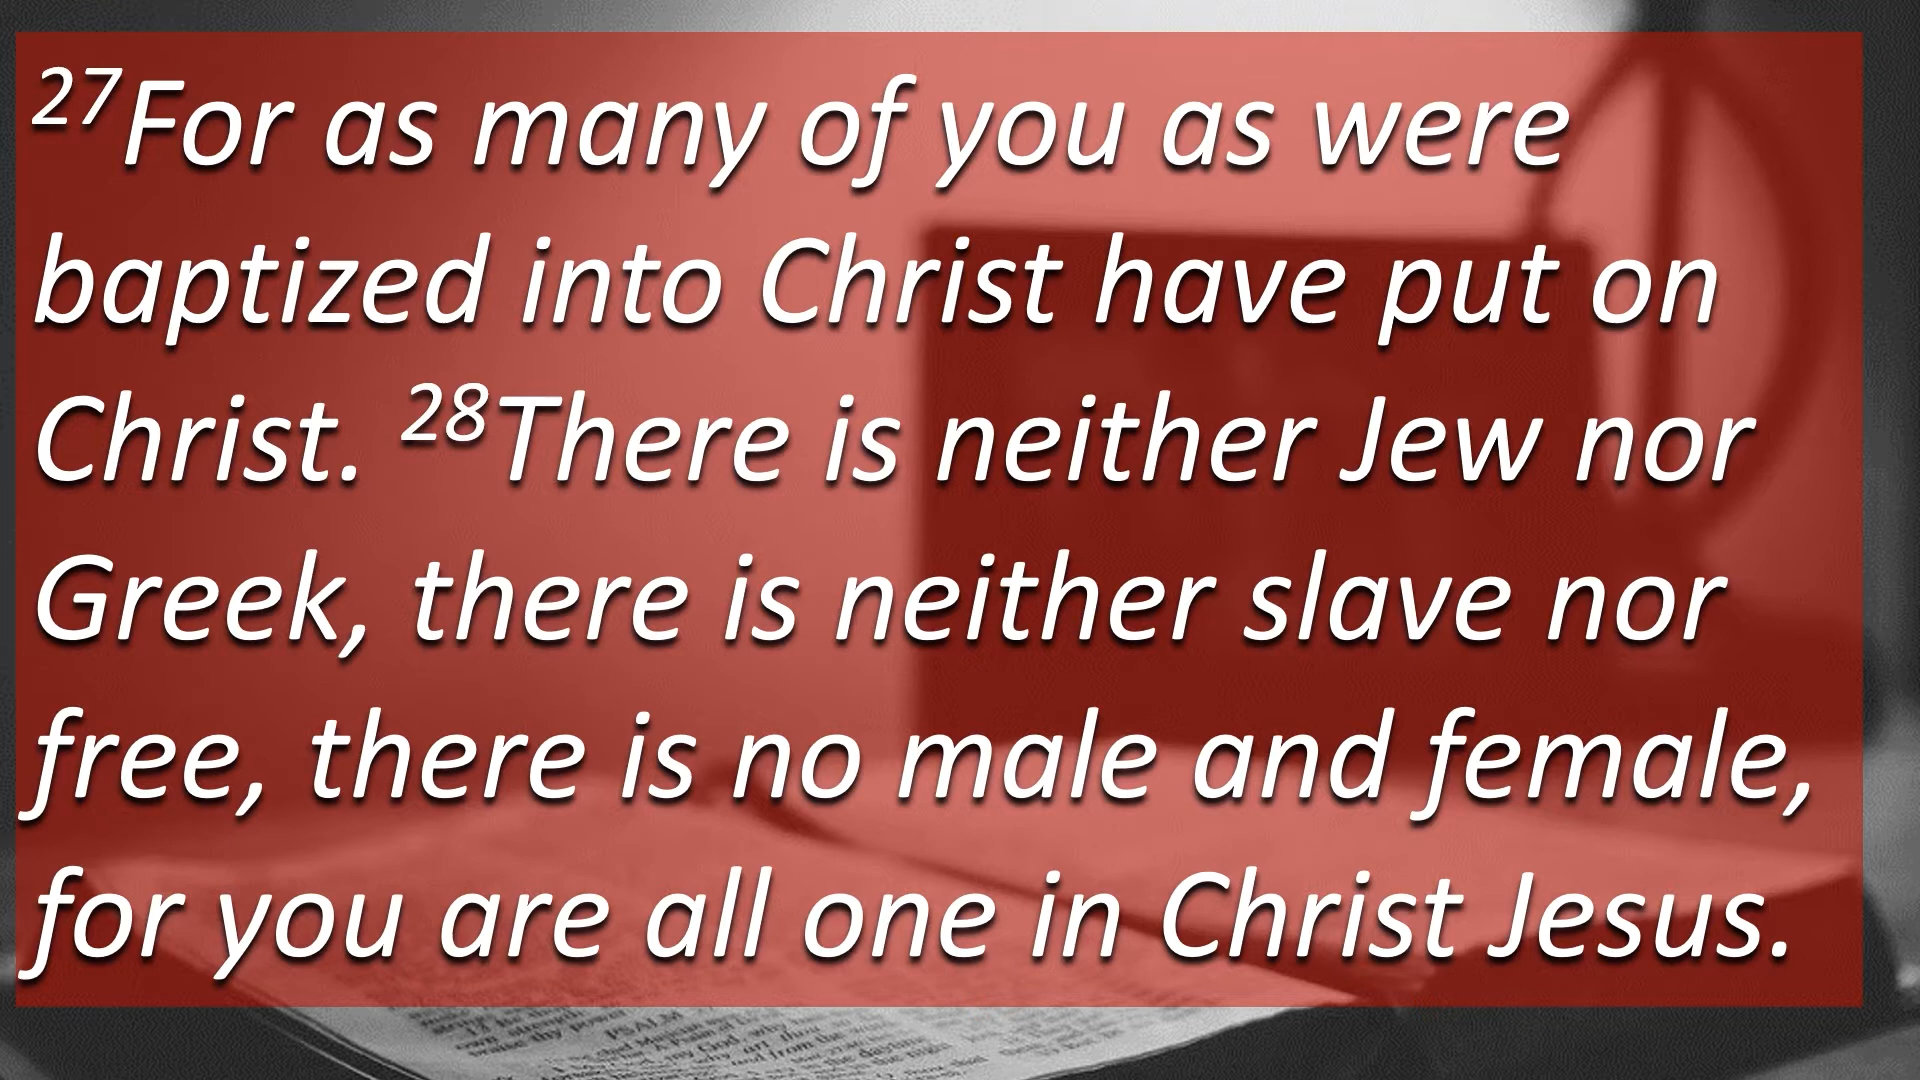 27For as many of you as were
baptized into Christ have put on
Christ. 28There is neither Jew nor
Greek, there is neither slave nor
free, there is no male and female,
for you are all one in Christ Jesus.
PSALM